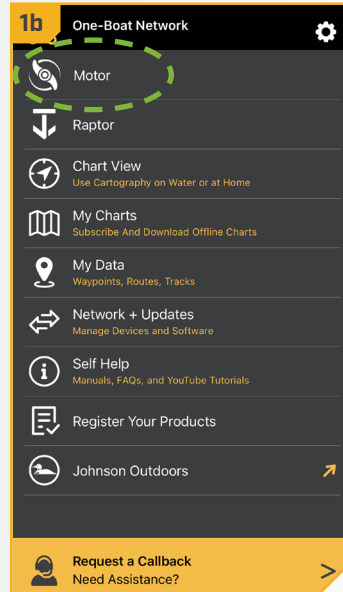 1b
One-Boat Network
Motor
Raptor
Chart View
Use Cartography on Water or at Home
My Charts
Subscribe And Download Offline Charts
My Data
Waypoints, Routes, Tracks
Network + Updates
Manage Devices and Software
Self Help
Manuals, FAQs, and YouTube Tutorials
Register Your Products
Johnson Outdoors
Request a Callback
Need Assistance?